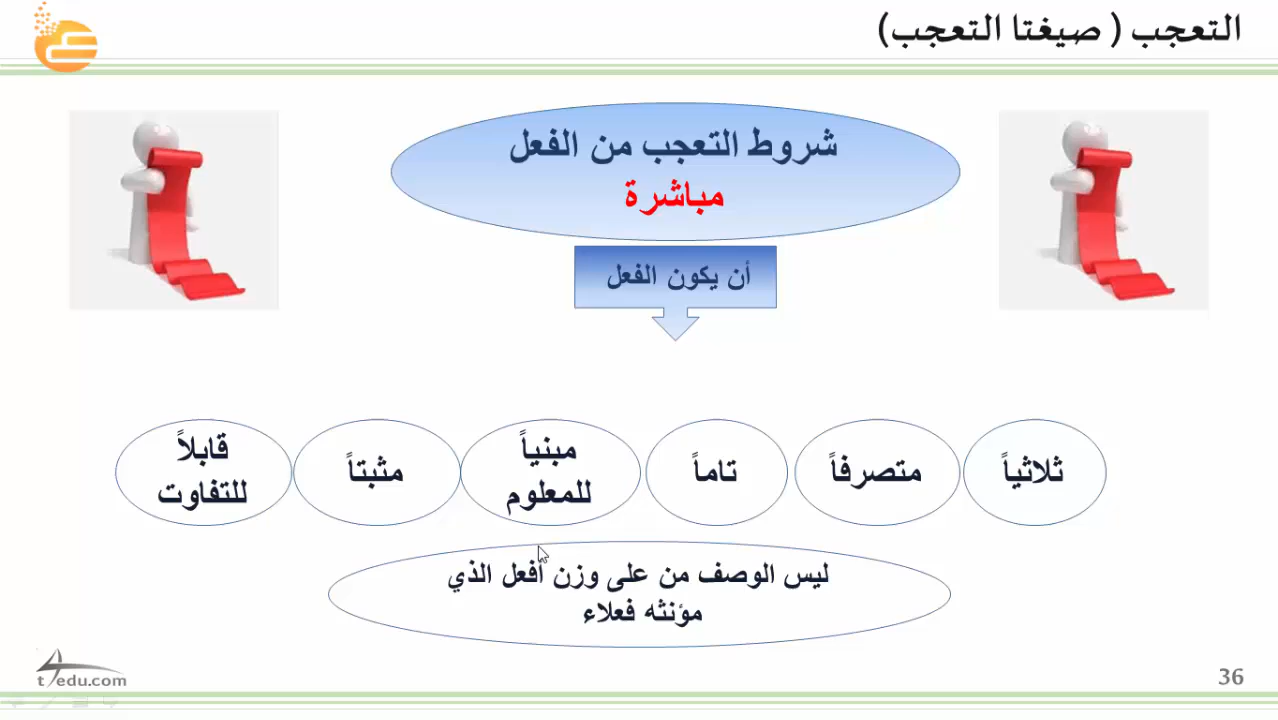 التعجب ( صيغتا التعجب)
شروط التعجب من الفعل
مباشرة
أن يكون الفعل
ثلاثياً
متصرفاً
تاماً
مبنياً
للمعلوم
مثبتاً
قابلاً
للتفاوت
ليس الوصف من على وزن أفعل الذي
مؤنثه فعلاء
t4edu.com
36